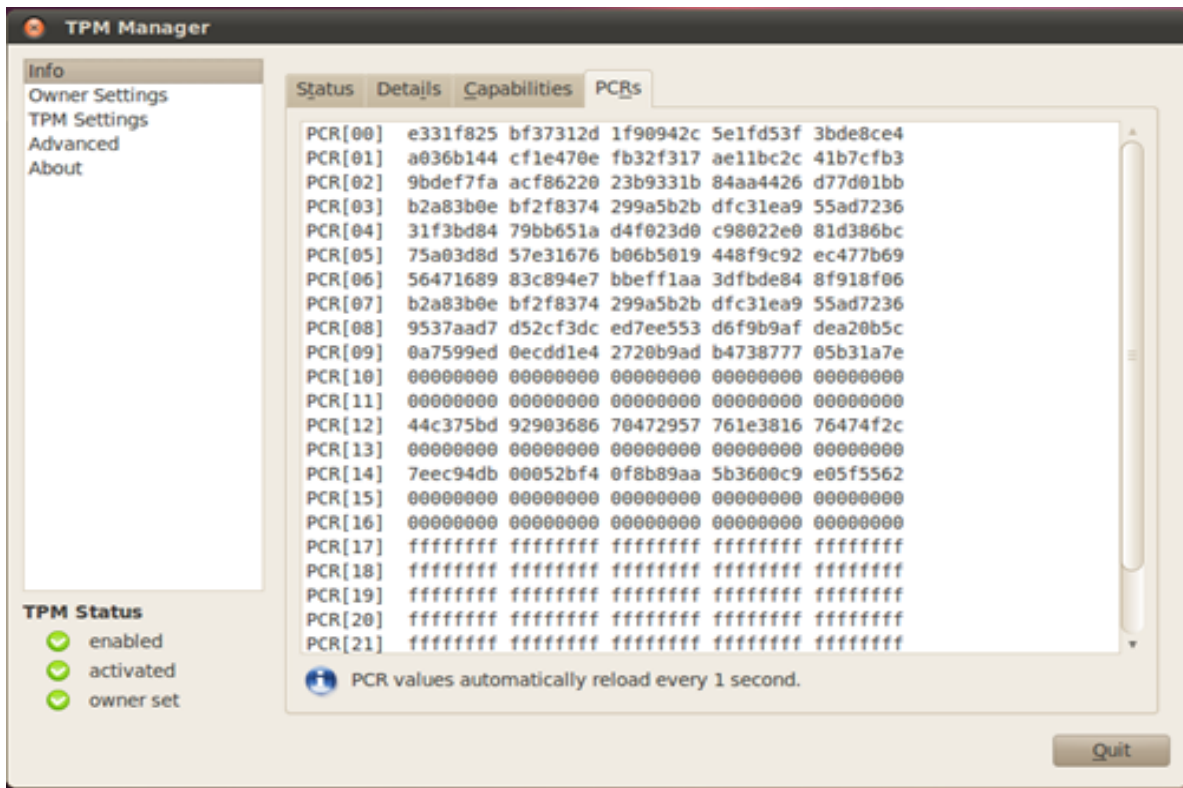 TPM Manager
Info
Owner Settings
TPM Settings
Advanced
About
Status Details Capabilities PCRs
PCR[00] e331f825 bf37312d 1f90942c 5e1fd53f 3bde8ce4
PCR[01] a036b144 cf1e470e fb32f317 ae11bc2c 41b7cfb3
PCR[02] 9bdef7fa acf86220 23b9331b 84aa4426 d77d01bb
PCR[03] b2a83b0e bf2f8374 299a5b2b dfc31ea9 55ad7236
PCR[04] 31f3bd84 79bb651a d4f023d0 c98022e0 81d386bc
PCR[05] 75a03d8d 57e31676 b06b5019 448f9c92 ec477b69
PCR[06] 56471689 83c894e7 bbeff1aa 3dfbde84 8f918f06
PCR[07] b2a83b0e bf2f8374 299a5b2b dfc31ea9 55ad7236
PCR[08] 9537aad7 d52cf3dc ed7ee553 d6f9b9af dea20b5c
PCR[09] 0a7599ed 0ecdd1e4 2720b9ad b4738777 05b31a7e
PCR[10] 00000000 00000000 00000000 00000000 00000000
PCR[11] 00000000 00000000 00000000 00000000 00000000
PCR[12] 44c375bd 92903686 70472957 761e3816 76474f2c
PCR[13] 00000000 00000000 00000000 00000000 00000000
PCR[14] 7eec94db 00052bf4 0f8b89aa 5b3600c9 e05f5562
PCR[15] 00000000 00000000 00000000 00000000 00000000
PCR[16] 00000000 00000000 00000000 00000000 00000000
PCR[17] ffffffff ffffffff ffffffff ffffffff ffffffff
PCR[18] ffffffff ffffffff ffffffff ffffffff ffffffff
PCR[19] ffffffff ffffffff ffffffff ffffffff ffffffff
PCR[20] ffffffff ffffffff ffffffff ffffffff ffffffff
PCR[21] ffffffff ffffffff ffffffff ffffffff ffffffff
TPM Status
enabled
activated
owner set
PCR values automatically reload every 1 second.
Quit